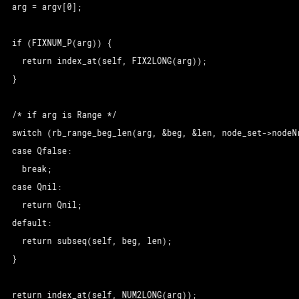 arg = argv[0];
if (FIXNUM_P(arg)) {
return index_at(self, FIX2LONG(arg));
}
/* if arg is Range */
switch (rb_range_beg_len(arg, &beg, &len, node_set->nodeN
case Qfalse:
break;
case Qnil:
return Qnil;
default:
return subseq(self, beg, len);
}
return index_at(self, NUM2LONG(arg));